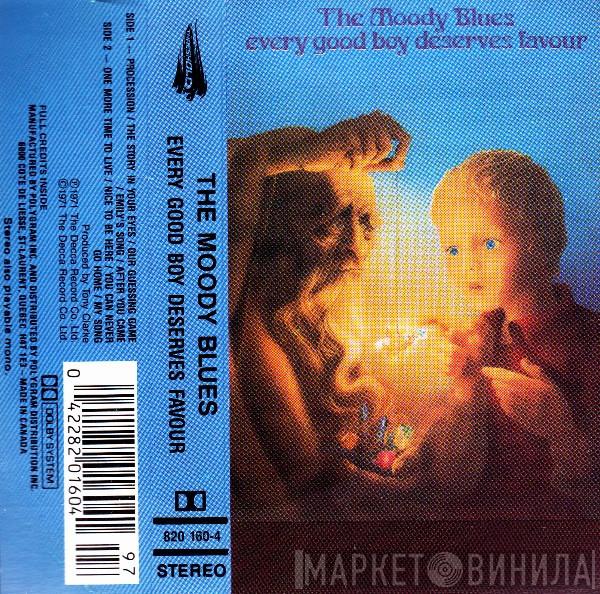 The Moody Blues
every good boy deserves favour
THRESHOLD
THE MOODY BLUES
EVERY GOOD BOY DESERVES FAVOUR
820 160-4
STEREO
SIDE 1 — PROCESSION / THE STORY IN YOUR EYES / OUR GUESSING GAME
/ EMILY'S SONG / AFTER YOU CAME
SIDE 2 — ONE MORE TIME TO LIVE / NICE TO BE HERE / YOU CAN NEVER
GO HOME / MY SONG
Produced by Tony Clarke
℗ 1971 The Decca Record Co. Ltd.
© 1971 The Decca Record Co. Ltd.
FULL CREDITS INSIDE
MANUFACTURED BY POLYGRAM INC. AND DISTRIBUTED BY POLYGRAM DISTRIBUTION INC.
6000 COTE DE LIESSE, ST-LAURENT, QUEBEC H4T 1E3 - MADE IN CANADA
Stereo also playable mono.
DOLBY SYSTEM
0 42282 01604
97
МАРКЕТ ВИНИЛА